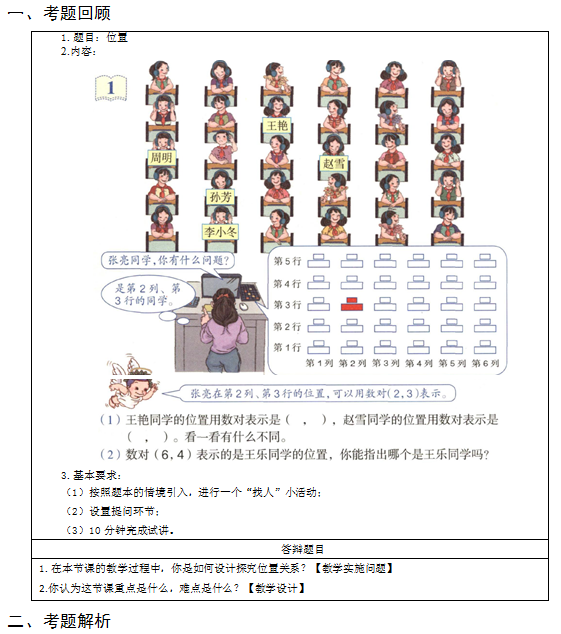 一、考题回顾
1. 题目：位置
2.内容：
1
王艳
周明
赵雪
孙芳
李小冬
张亮同学，你有什么问题？
是第2列、第
3行的同学。
第5行
第4行
第3行
第2行
第1行
第1列 第2列 第3列 第4列 第5列 第6列
张亮在第2列、第3行的位置，可以用数对(2,3)表示。
（1）王艳同学的位置用数对表示是（ ， ），赵雪同学的位置用数对表示是
（ ， ）。看一看有什么不同。
（2）数对(6,4)表示的是王乐同学的位置，你能指出哪个是王乐同学吗？
3.基本要求：
（1）按照题本的情境引入，进行一个“找人”小活动；
（2）设置提问环节；
（3）10分钟完成试讲。
答辩题目
1.在本节课的教学过程中，你是如何设计探究位置关系？【教学实施问题】
2.你认为这节课重点是什么，难点是什么？【教学设计】
二、考题解析